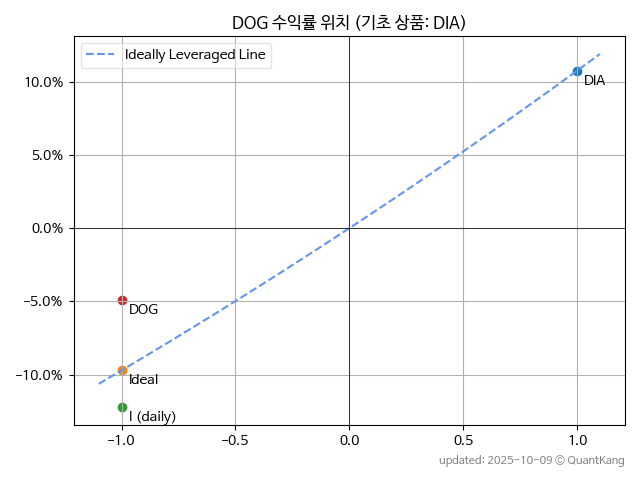 DOG 수익률 위치 (기초 상품: DIA)
Ideally Leveraged Line
10.0%
5.0%
0.0%
−5.0%
−10.0%
DIA
DOG
Ideal
I (daily)
−1.0
−0.5
0.0
0.5
1.0
updated: 2025-10-09 © QuantKang